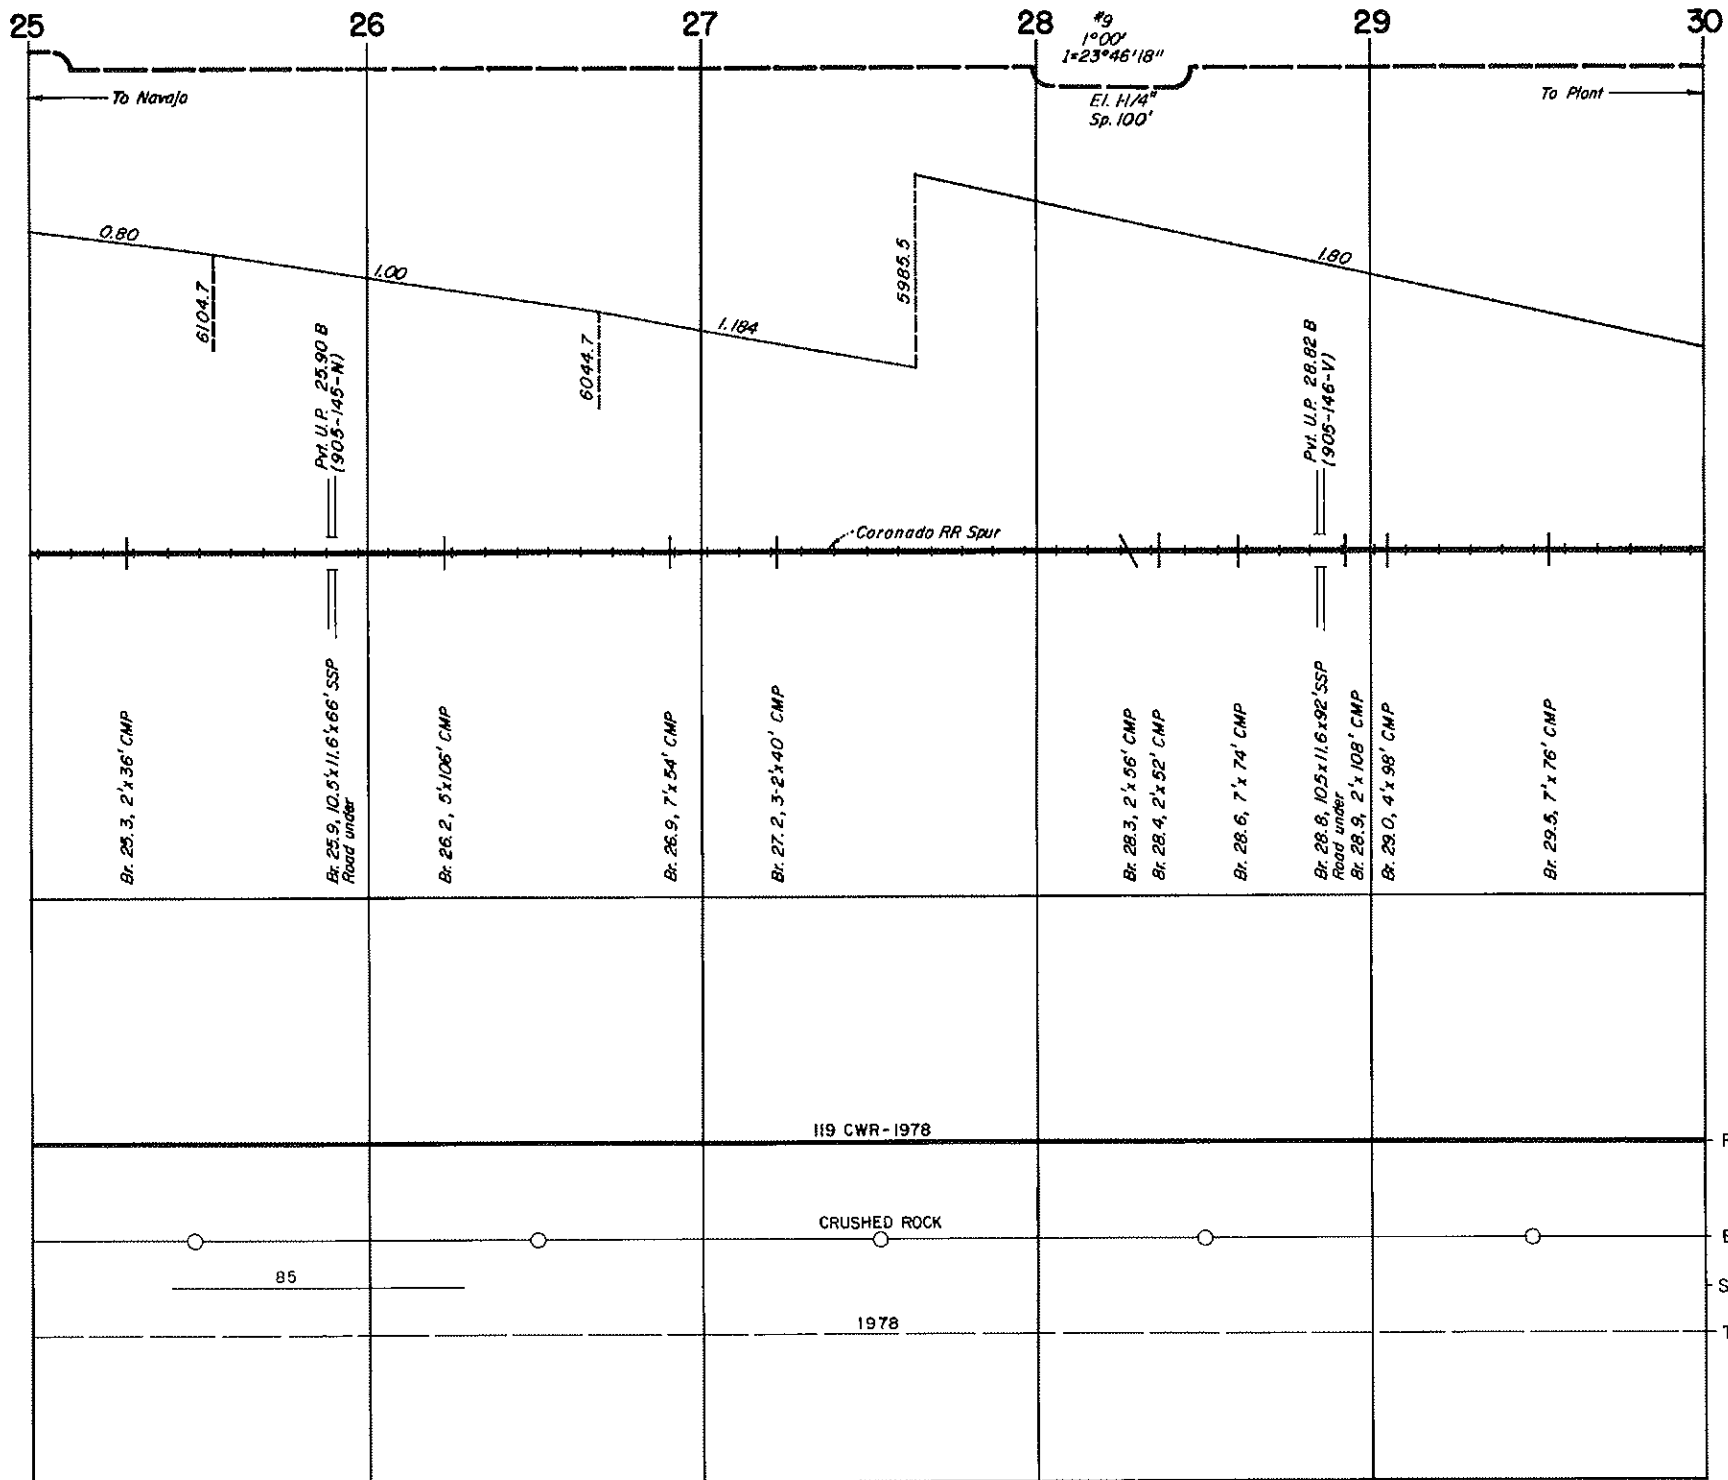 25
26
27
28
29
30
#9
1°00'
I=23°46'18"
El. 1-1/4"
Sp. 100'
To Navajo
To Plant
0.80
6104.7
1.00
6044.7
1.184
5985.5
1.80
Pvt. U.P. 25.90 B
(905-145-N)
Pvt. U.P. 28.82 B
(905-146-V)
Coronado RR Spur
Br. 25.3, 2'x36' CMP
Br. 25.9, 10.5'x11.6'x66' SSP
Road under
Br. 26.2, 5'x106' CMP
Br. 26.9, 7'x54' CMP
Br. 27.2, 3-2'x40' CMP
Br. 28.3, 2'x56' CMP
Br. 28.4, 2'x52' CMP
Br. 28.6, 7'x74' CMP
Br. 28.8, 10.5x11.6x92' SSP
Road under
Br. 28.9, 2'x108' CMP
Br. 29.0, 4'x98' CMP
Br. 29.5, 7'x76' CMP
119 CWR-1978
CRUSHED ROCK
85
S
1978